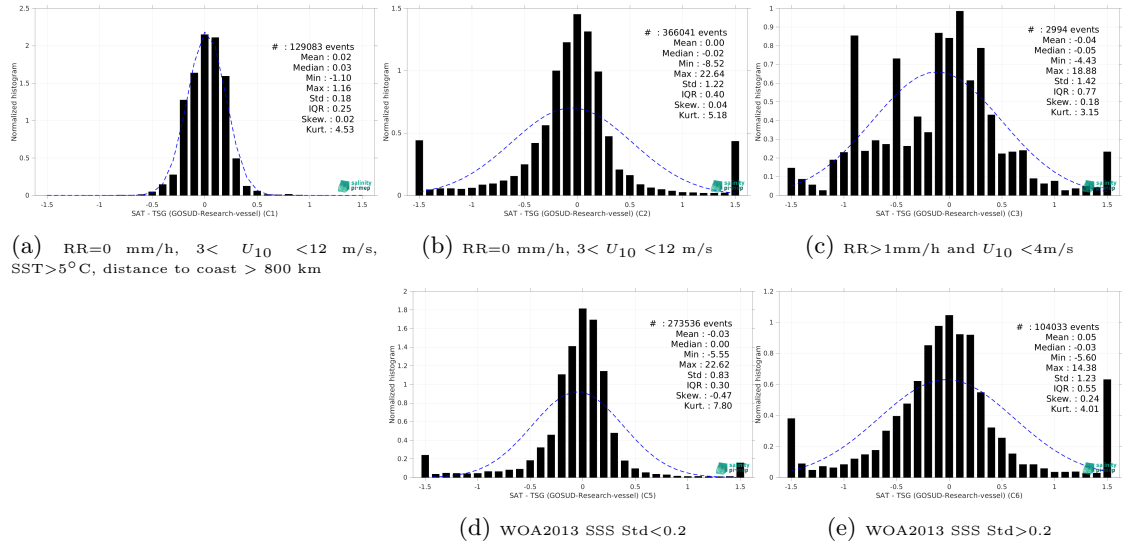 2.5
2
1.5
1
0.5
0
Normalized histogram
# : 129083 events
Mean : 0.02
Median : 0.03
Min : -1.10
Max : 1.16
Std : 0.18
IQR : 0.25
Skew. : 0.02
Kurt. : 4.53
salinity
pi-mep
-1.5 -1 -0.5 0 0.5 1 1.5
SAT - TSG (GOSUD-Research-vessel) (C1)
(a) RR=0 mm/h, 3< U10 <12 m/s,
SST>5°C, distance to coast > 800 km
1.5
1
0.5
0
Normalized histogram
# : 366041 events
Mean : 0.00
Median : -0.02
Min : -8.52
Max : 22.64
Std : 1.22
IQR : 0.40
Skew. : 0.04
Kurt. : 5.18
salinity
pi-mep
-1.5 -1 -0.5 0 0.5 1 1.5
SAT - TSG (GOSUD-Research-vessel) (C2)
(b) RR=0 mm/h, 3< U10 <12 m/s
1
0.9
0.8
0.7
0.6
0.5
0.4
0.3
0.2
0.1
0
Normalized histogram
# : 2994 events
Mean : -0.04
Median : -0.05
Min : -4.43
Max : 18.88
Std : 1.42
IQR : 0.77
Skew. : 0.18
Kurt. : 3.15
salinity
pi-mep
-1.5 -1 -0.5 0 0.5 1 1.5
SAT - TSG (GOSUD-Research-vessel) (C3)
(c) RR>1mm/h and U10 <4m/s
2
1.8
1.6
1.4
1.2
1
0.8
0.6
0.4
0.2
0
Normalized histogram
# : 273536 events
Mean : -0.03
Median : 0.00
Min : -5.55
Max : 22.62
Std : 0.83
IQR : 0.30
Skew. : -0.47
Kurt. : 7.80
salinity
pi-mep
-1.5 -1 -0.5 0 0.5 1 1.5
SAT - TSG (GOSUD-Research-vessel) (C5)
(d) WOA2013 SSS Std<0.2
1.2
1
0.8
0.6
0.4
0.2
0
Normalized histogram
# : 104033 events
Mean : 0.05
Median : -0.03
Min : -5.60
Max : 14.38
Std : 1.23
IQR : 0.55
Skew. : 0.24
Kurt. : 4.01
salinity
pi-mep
-1.5 -1 -0.5 0 0.5 1 1.5
SAT - TSG (GOSUD-Research-vessel) (C6)
(e) WOA2013 SSS Std>0.2